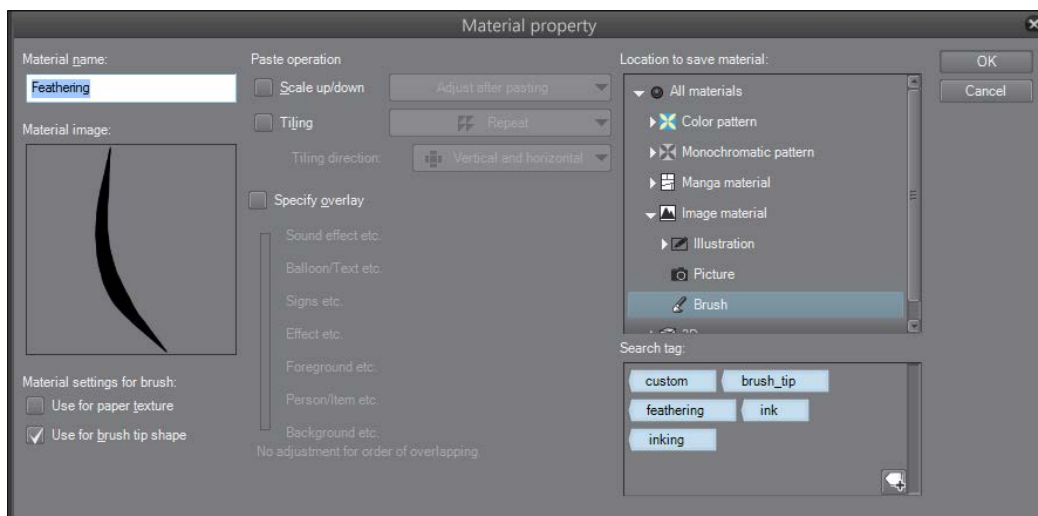 Material property
Material name:
Feathering
Material image:
Material settings for brush:
Use for paper texture
Use for brush tip shape
Paste operation
Scale up/down
Adjust after pasting
Tiling
Repeat
Tiling direction:
Vertical and horizontal
Specify overlay
Sound effect etc.
Balloon/Text etc.
Signs etc.
Effect etc.
Foreground etc.
Person/Item etc.
Background etc.
No adjustment for order of overlapping.
Location to save material:
All materials
Color pattern
Monochromatic pattern
Manga material
Image material
Illustration
Picture
Brush
3D
Search tag:
custom brush_tip
feathering ink
inking
OK
Cancel